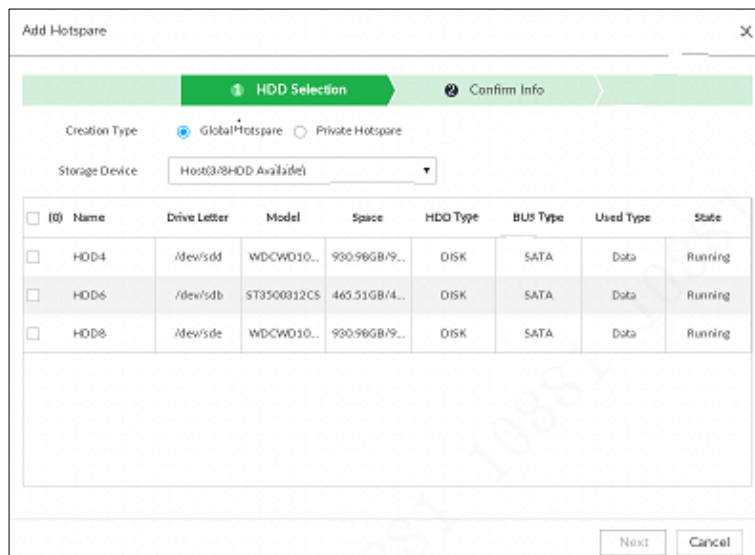 Add Hotspare
1 HDD Selection 2 Confirm Info
Creation Type Global Hotspare Private Hotspare
Storage Device Host(3/8HDD Available)
(0) Name Drive Letter Model Space HDD Type BUS Type Used Type State
HDD4 /dev/sdd WDCWD10... 930.98GB/9... DISK SATA Data Running
HDD6 /dev/sdb ST3500312CS 465.51GB/4... DISK SATA Data Running
HDD8 /dev/sde WDCWD10... 930.98GB/9... DISK SATA Data Running
10881 10881
Next Cancel